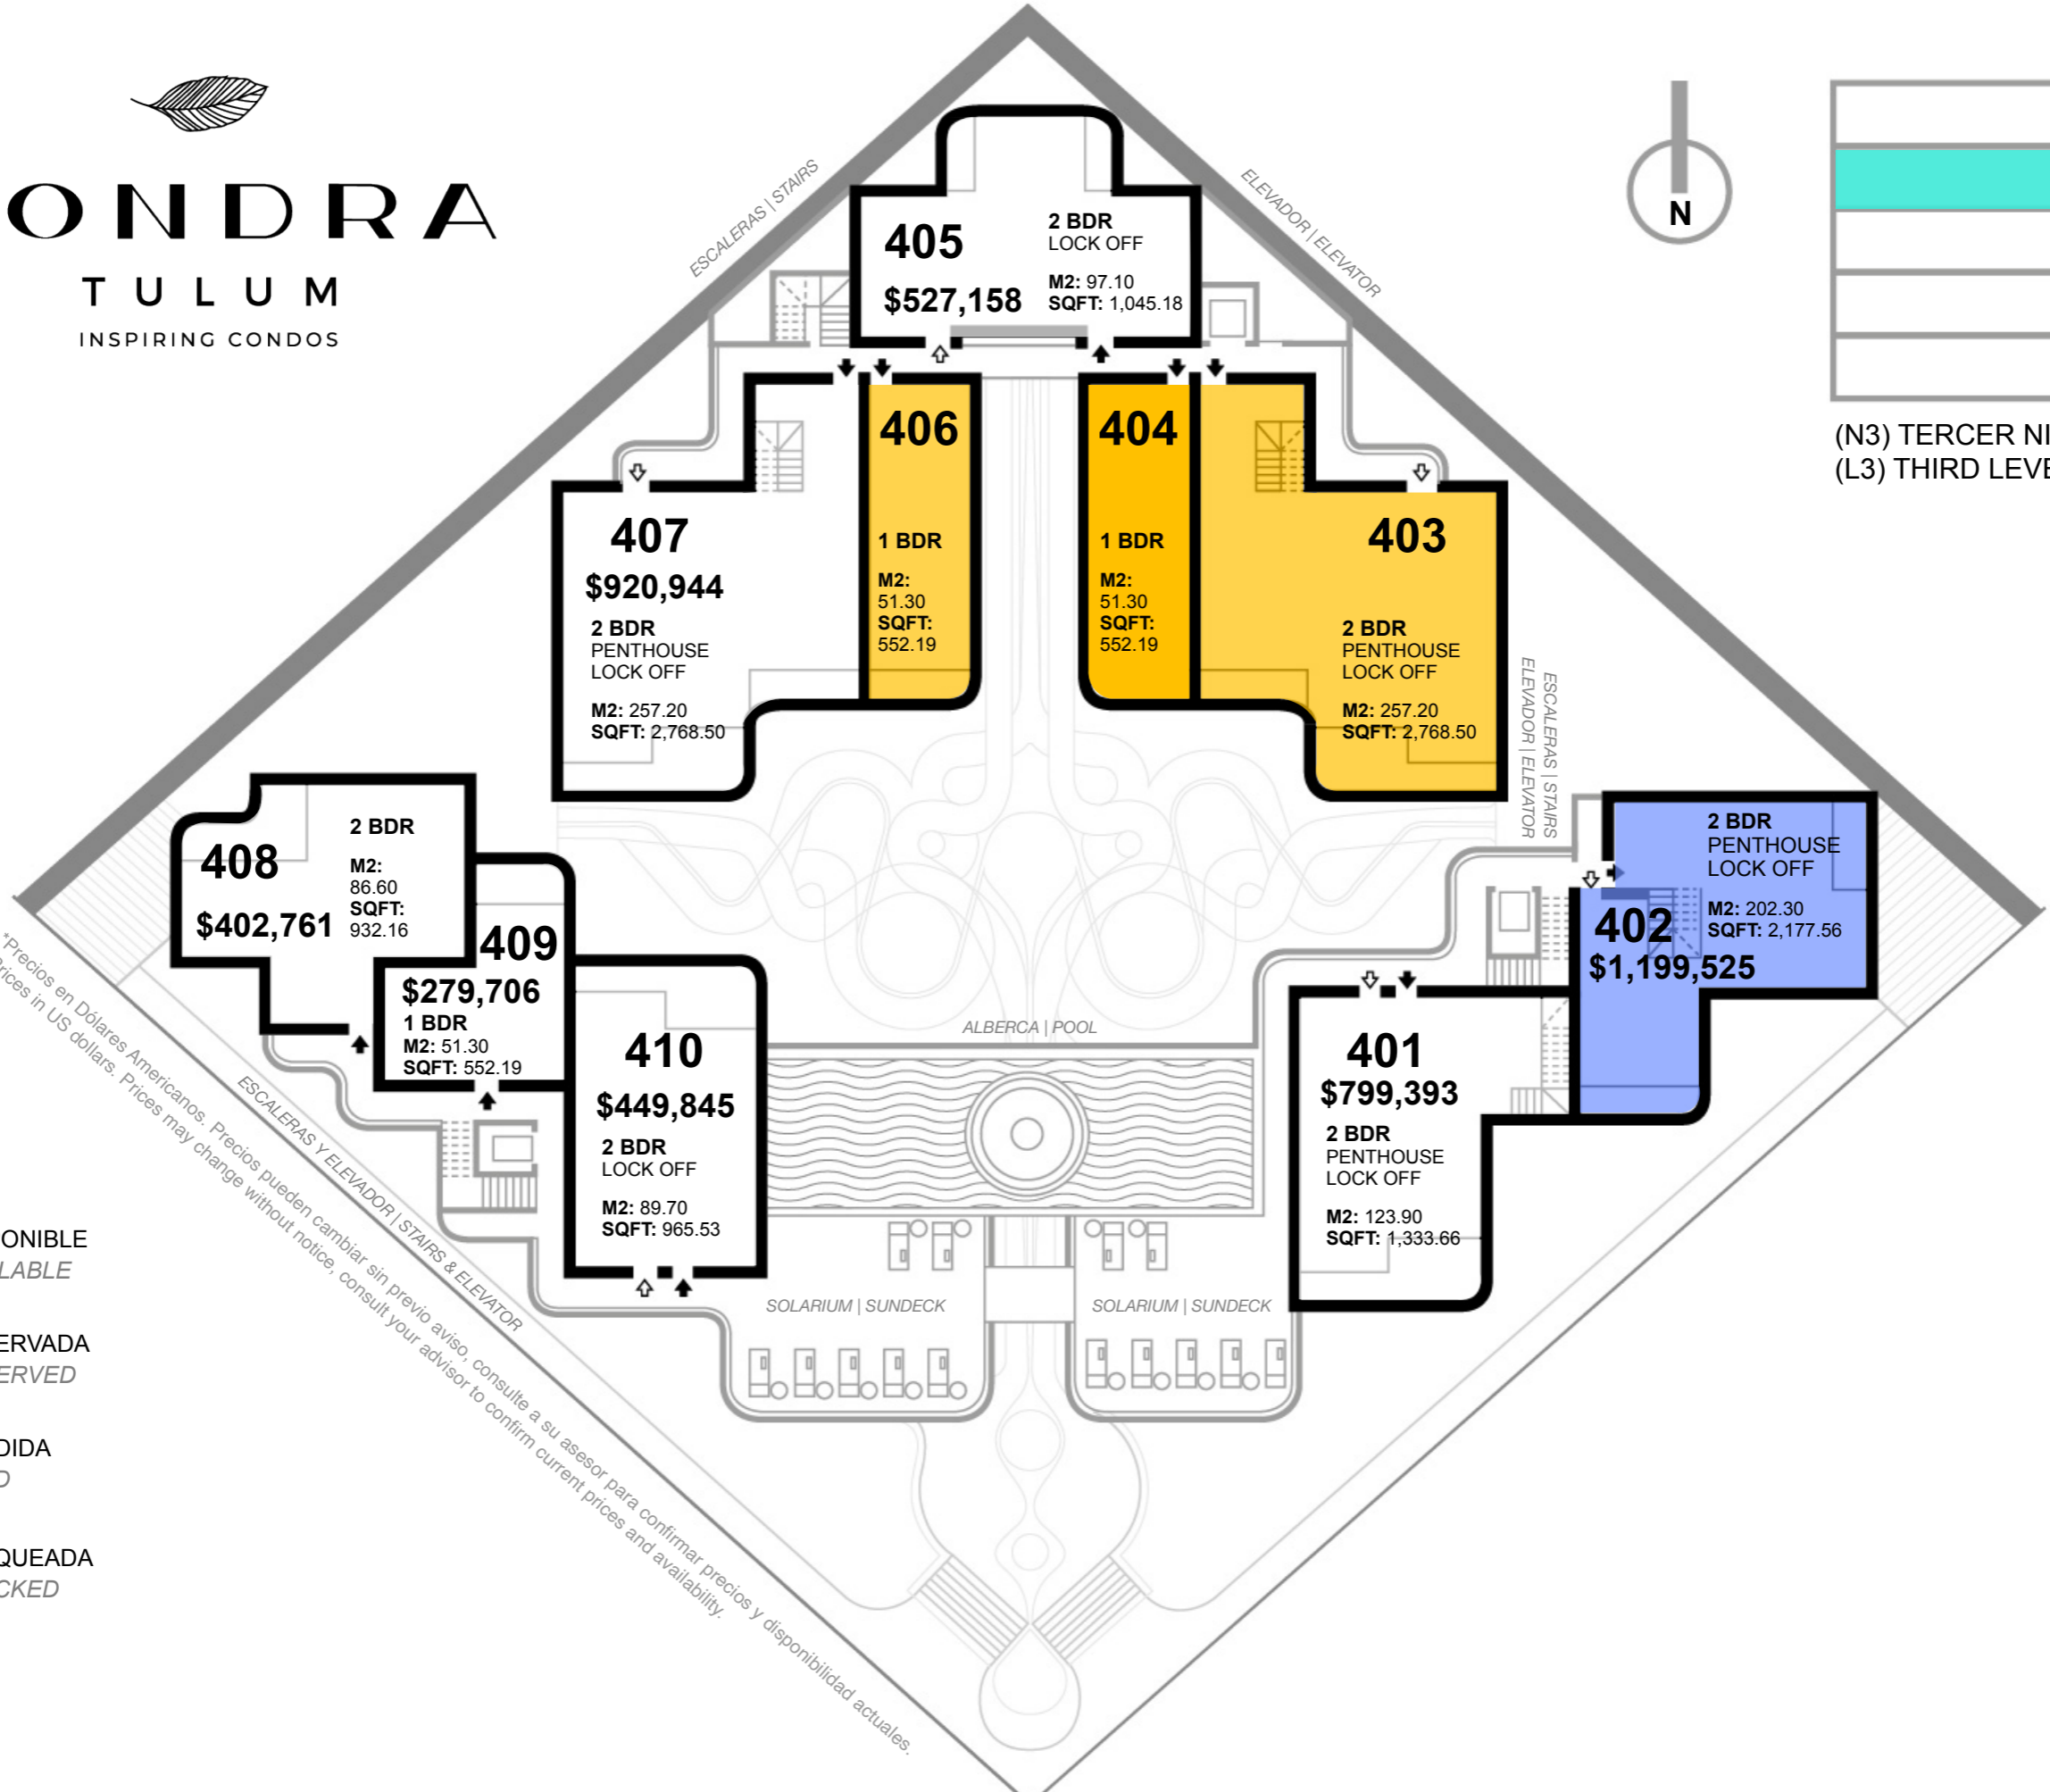 ONDRA
TULUM
INSPIRING CONDOS
N
(N3) TERCER NI
(L3) THIRD LEVE
ESCALERAS | STAIRS
ELEVADOR | ELEVATOR
405
$527,158
2 BDR
LOCK OFF
M2: 97.10
SQFT: 1,045.18
407
$920,944
2 BDR
PENTHOUSE
LOCK OFF
M2: 257.20
SQFT: 2,768.50
406
1 BDR
M2:
51.30
SQFT:
552.19
404
1 BDR
M2:
51.30
SQFT:
552.19
403
2 BDR
PENTHOUSE
LOCK OFF
M2: 257.20
SQFT: 2,768.50
ESCALERAS | STAIRS
ELEVADOR | ELEVATOR
408
$402,761
2 BDR
M2:
86.60
SQFT:
932.16
409
$279,706
1 BDR
M2: 51.30
SQFT: 552.19
410
$449,845
2 BDR
LOCK OFF
M2: 89.70
SQFT: 965.53
ALBERCA | POOL
402
$1,199,525
2 BDR
PENTHOUSE
LOCK OFF
M2: 202.30
SQFT: 2,177.56
401
$799,393
2 BDR
PENTHOUSE
LOCK OFF
M2: 123.90
SQFT: 1,333.66
SOLARIUM | SUNDECK
SOLARIUM | SUNDECK
ESCALERAS Y ELEVADOR | STAIRS & ELEVATOR
*Precios en Dólares Americanos. Precios pueden cambiar sin previo aviso, consulte a su asesor para confirmar precios y disponibilidad actuales.
Prices in US dollars. Prices may change without notice, consult your advisor to confirm current prices and availability.
ONIBLE
LABLE
ERVADA
ERVED
DIDA
D
QUEADA
CKED